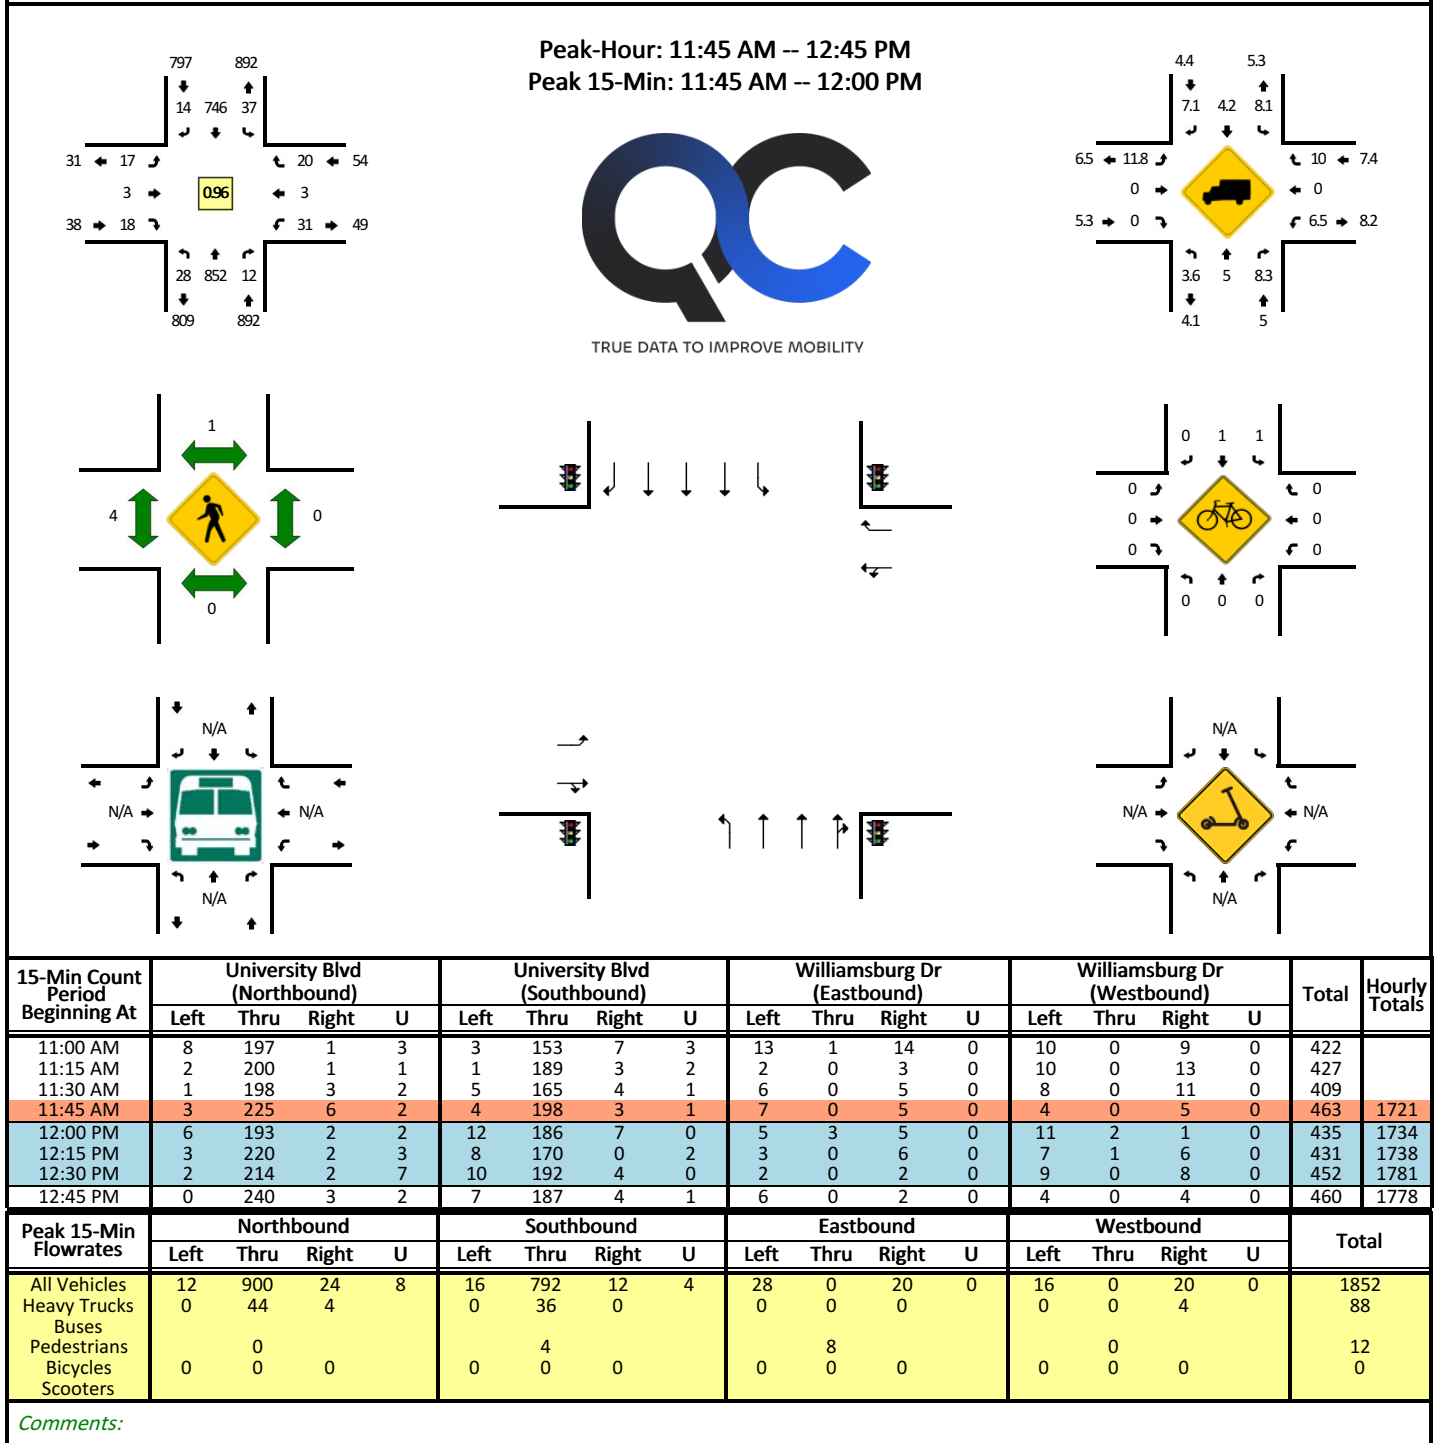 Peak-Hour: 11:45 AM -- 12:45 PM
Peak 15-Min: 11:45 AM -- 12:00 PM
797 892
14 746 37
31 17 20 54
3 0.96 3
38 18 31 49
28 852 12
809 892
QC
TRUE DATA TO IMPROVE MOBILITY
4.4 5.3
7.1 4.2 8.1
6.5 11.8 10 7.4
0 0
5.3 0 6.5 8.2
3.6 5 8.3
4.1 5
1
4 0
0
0 1 1
0 0
0 0
0 0
0 0 0
N/A
N/A N/A
N/A
N/A
N/A N/A
N/A
15-Min Count Period Beginning At University Blvd (Northbound) University Blvd (Southbound) Williamsburg Dr (Eastbound) Williamsburg Dr (Westbound) Total Hourly Totals
Left Thru Right U Left Thru Right U Left Thru Right U Left Thru Right U
11:00 AM 8 197 1 3 3 153 7 3 13 1 14 0 10 0 9 0 422
11:15 AM 2 200 1 1 1 189 3 2 2 0 3 0 10 0 13 0 427
11:30 AM 1 198 3 2 5 165 4 1 6 0 5 0 8 0 11 0 409
11:45 AM 3 225 6 2 4 198 3 1 7 0 5 0 4 0 5 0 463 1721
12:00 PM 6 193 2 2 12 186 7 0 5 3 5 0 11 2 1 0 435 1734
12:15 PM 3 220 2 3 8 170 0 2 3 0 6 0 7 1 6 0 431 1738
12:30 PM 2 214 2 7 10 192 4 0 2 0 2 0 9 0 8 0 452 1781
12:45 PM 0 240 3 2 7 187 4 1 6 0 2 0 4 0 4 0 460 1778
Peak 15-Min Flowrates Northbound Southbound Eastbound Westbound Total
Left Thru Right U Left Thru Right U Left Thru Right U Left Thru Right U
All Vehicles 12 900 24 8 16 792 12 4 28 0 20 0 16 0 20 0 1852
Heavy Trucks 0 44 4 0 36 0 0 0 0 0 0 4 88
Buses
Pedestrians 0 4 8 0 12
Bicycles 0 0 0 0 0 0 0 0 0 0 0 0 0
Scooters
Comments: